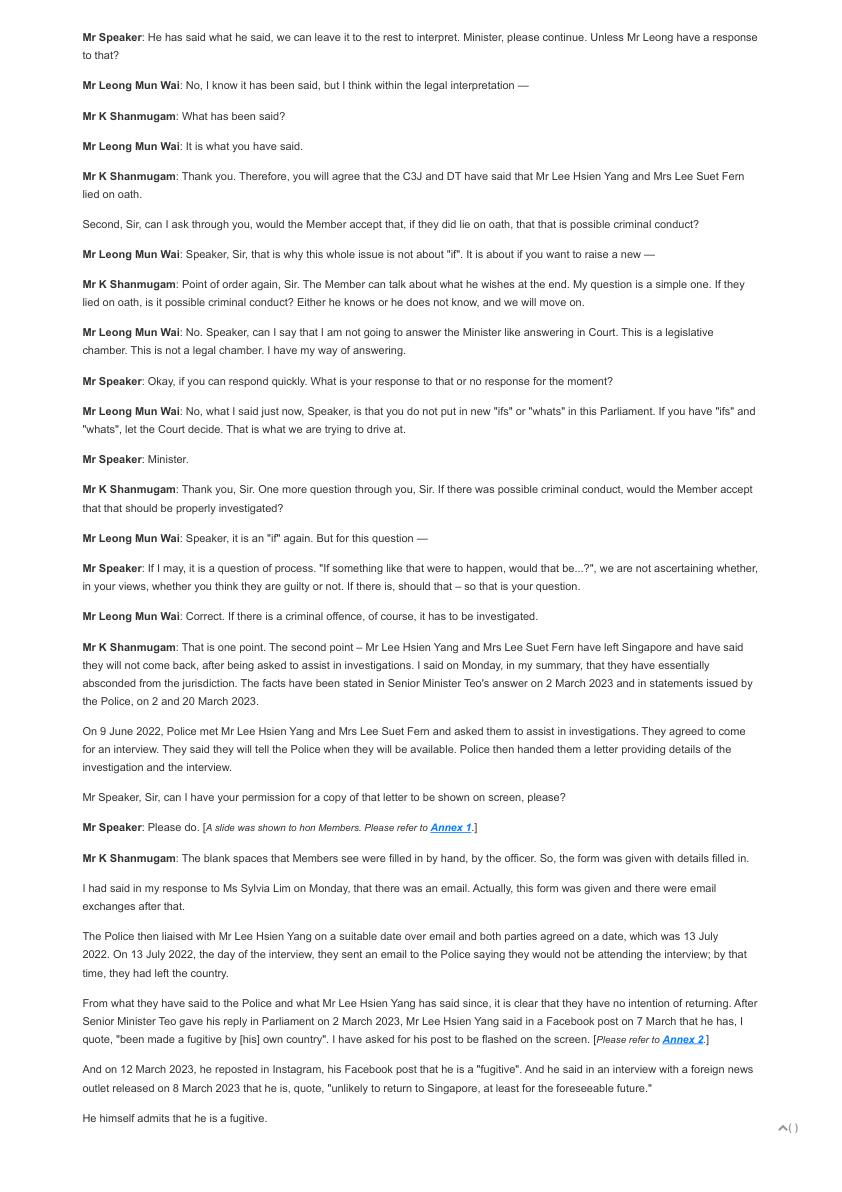 Mr Speaker: He has said what he said, we can leave it to the rest to interpret. Minister, please continue. Unless Mr Leong have a response
to that?
Mr Leong Mun Wai: No, I know it has been said, but I think within the legal interpretation —
Mr K Shanmugam: What has been said?
Mr Leong Mun Wai: It is what you have said.
Mr K Shanmugam: Thank you. Therefore, you will agree that the C3J and DT have said that Mr Lee Hsien Yang and Mrs Lee Suet Fern
lied on oath.
Second, Sir, can I ask through you, would the Member accept that, if they did lie on oath, that that is possible criminal conduct?
Mr Leong Mun Wai: Speaker, Sir, that is why this whole issue is not about "if". It is about if you want to raise a new —
Mr K Shanmugam: Point of order again, Sir. The Member can talk about what he wishes at the end. My question is a simple one. If they
lied on oath, is it possible criminal conduct? Either he knows or he does not know, and we will move on.
Mr Leong Mun Wai: No. Speaker, can I say that I am not going to answer the Minister like answering in Court. This is a legislative
chamber. This is not a legal chamber. I have my way of answering.
Mr Speaker: Okay, if you can respond quickly. What is your response to that or no response for the moment?
Mr Leong Mun Wai: No, what I said just now, Speaker, is that you do not put in new "ifs" or "whats" in this Parliament. If you have "ifs" and
"whats", let the Court decide. That is what we are trying to drive at.
Mr Speaker: Minister.
Mr K Shanmugam: Thank you, Sir. One more question through you, Sir. If there was possible criminal conduct, would the Member accept
that that should be properly investigated?
Mr Leong Mun Wai: Speaker, it is an "if" again. But for this question —
Mr Speaker: If I may, it is a question of process. "If something like that were to happen, would that be...?", we are not ascertaining whether,
in your views, whether you think they are guilty or not. If there is, should that – so that is your question.
Mr Leong Mun Wai: Correct. If there is a criminal offence, of course, it has to be investigated.
Mr K Shanmugam: That is one point. The second point – Mr Lee Hsien Yang and Mrs Lee Suet Fern have left Singapore and have said
they will not come back, after being asked to assist in investigations. I said on Monday, in my summary, that they have essentially
absconded from the jurisdiction. The facts have been stated in Senior Minister Teo's answer on 2 March 2023 and in statements issued by
the Police, on 2 and 20 March 2023.
On 9 June 2022, Police met Mr Lee Hsien Yang and Mrs Lee Suet Fern and asked them to assist in investigations. They agreed to come
for an interview. They said they will tell the Police when they will be available. Police then handed them a letter providing details of the
investigation and the interview.
Mr Speaker, Sir, can I have your permission for a copy of that letter to be shown on screen, please?
Mr Speaker: Please do. [A slide was shown to hon Members. Please refer to Annex 1.]
Mr K Shanmugam: The blank spaces that Members see were filled in by hand, by the officer. So, the form was given with details filled in.
I had said in my response to Ms Sylvia Lim on Monday, that there was an email. Actually, this form was given and there were email
exchanges after that.
The Police then liaised with Mr Lee Hsien Yang on a suitable date over email and both parties agreed on a date, which was 13 July
2022. On 13 July 2022, the day of the interview, they sent an email to the Police saying they would not be attending the interview; by that
time, they had left the country.
From what they have said to the Police and what Mr Lee Hsien Yang has said since, it is clear that they have no intention of returning. After
Senior Minister Teo gave his reply in Parliament on 2 March 2023, Mr Lee Hsien Yang said in a Facebook post on 7 March that he has, I
quote, "been made a fugitive by [his] own country". I have asked for his post to be flashed on the screen. [Please refer to Annex 2.]
And on 12 March 2023, he reposted in Instagram, his Facebook post that he is a "fugitive". And he said in an interview with a foreign news
outlet released on 8 March 2023 that he is, quote, "unlikely to return to Singapore, at least for the foreseeable future."
He himself admits that he is a fugitive.
( )